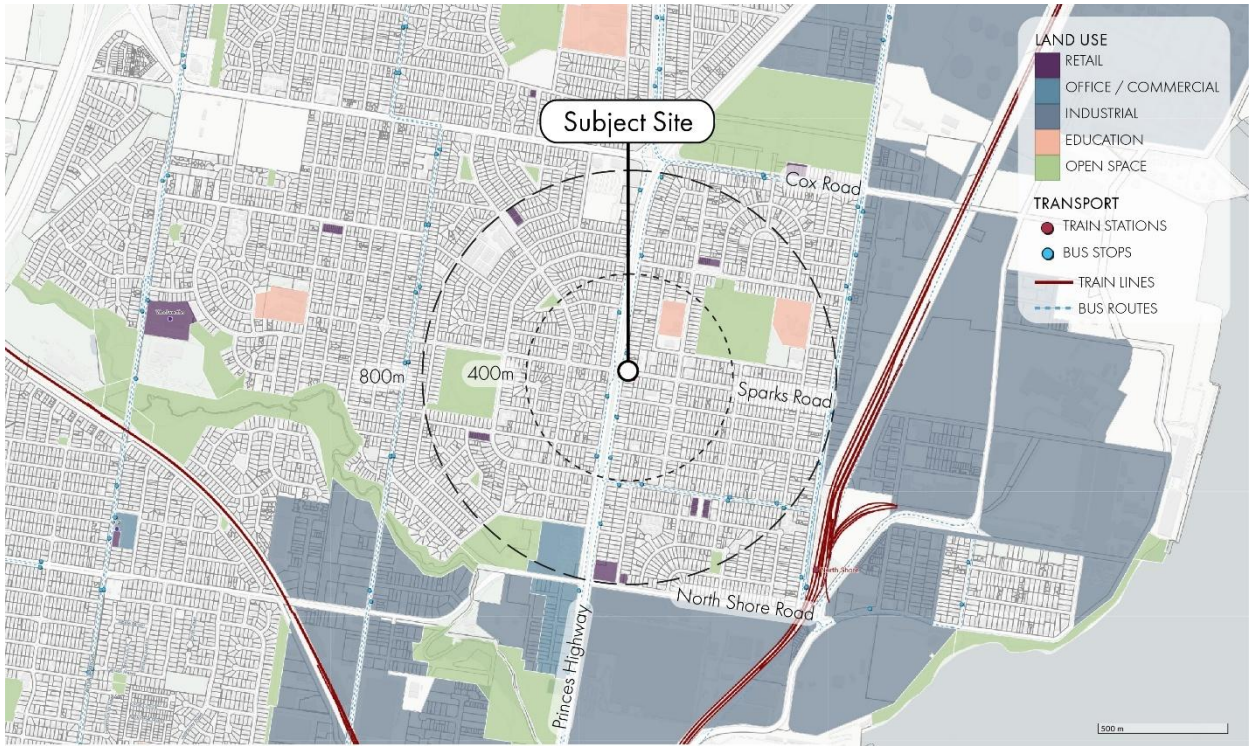 Subject Site
LAND USE
RETAIL
OFFICE / COMMERCIAL
INDUSTRIAL
EDUCATION
OPEN SPACE
TRANSPORT
TRAIN STATIONS
BUS STOPS
TRAIN LINES
BUS ROUTES
Cox Road
800m
400m
Sparks Road
North Shore
North Shore Road
Princes Highway
500 m